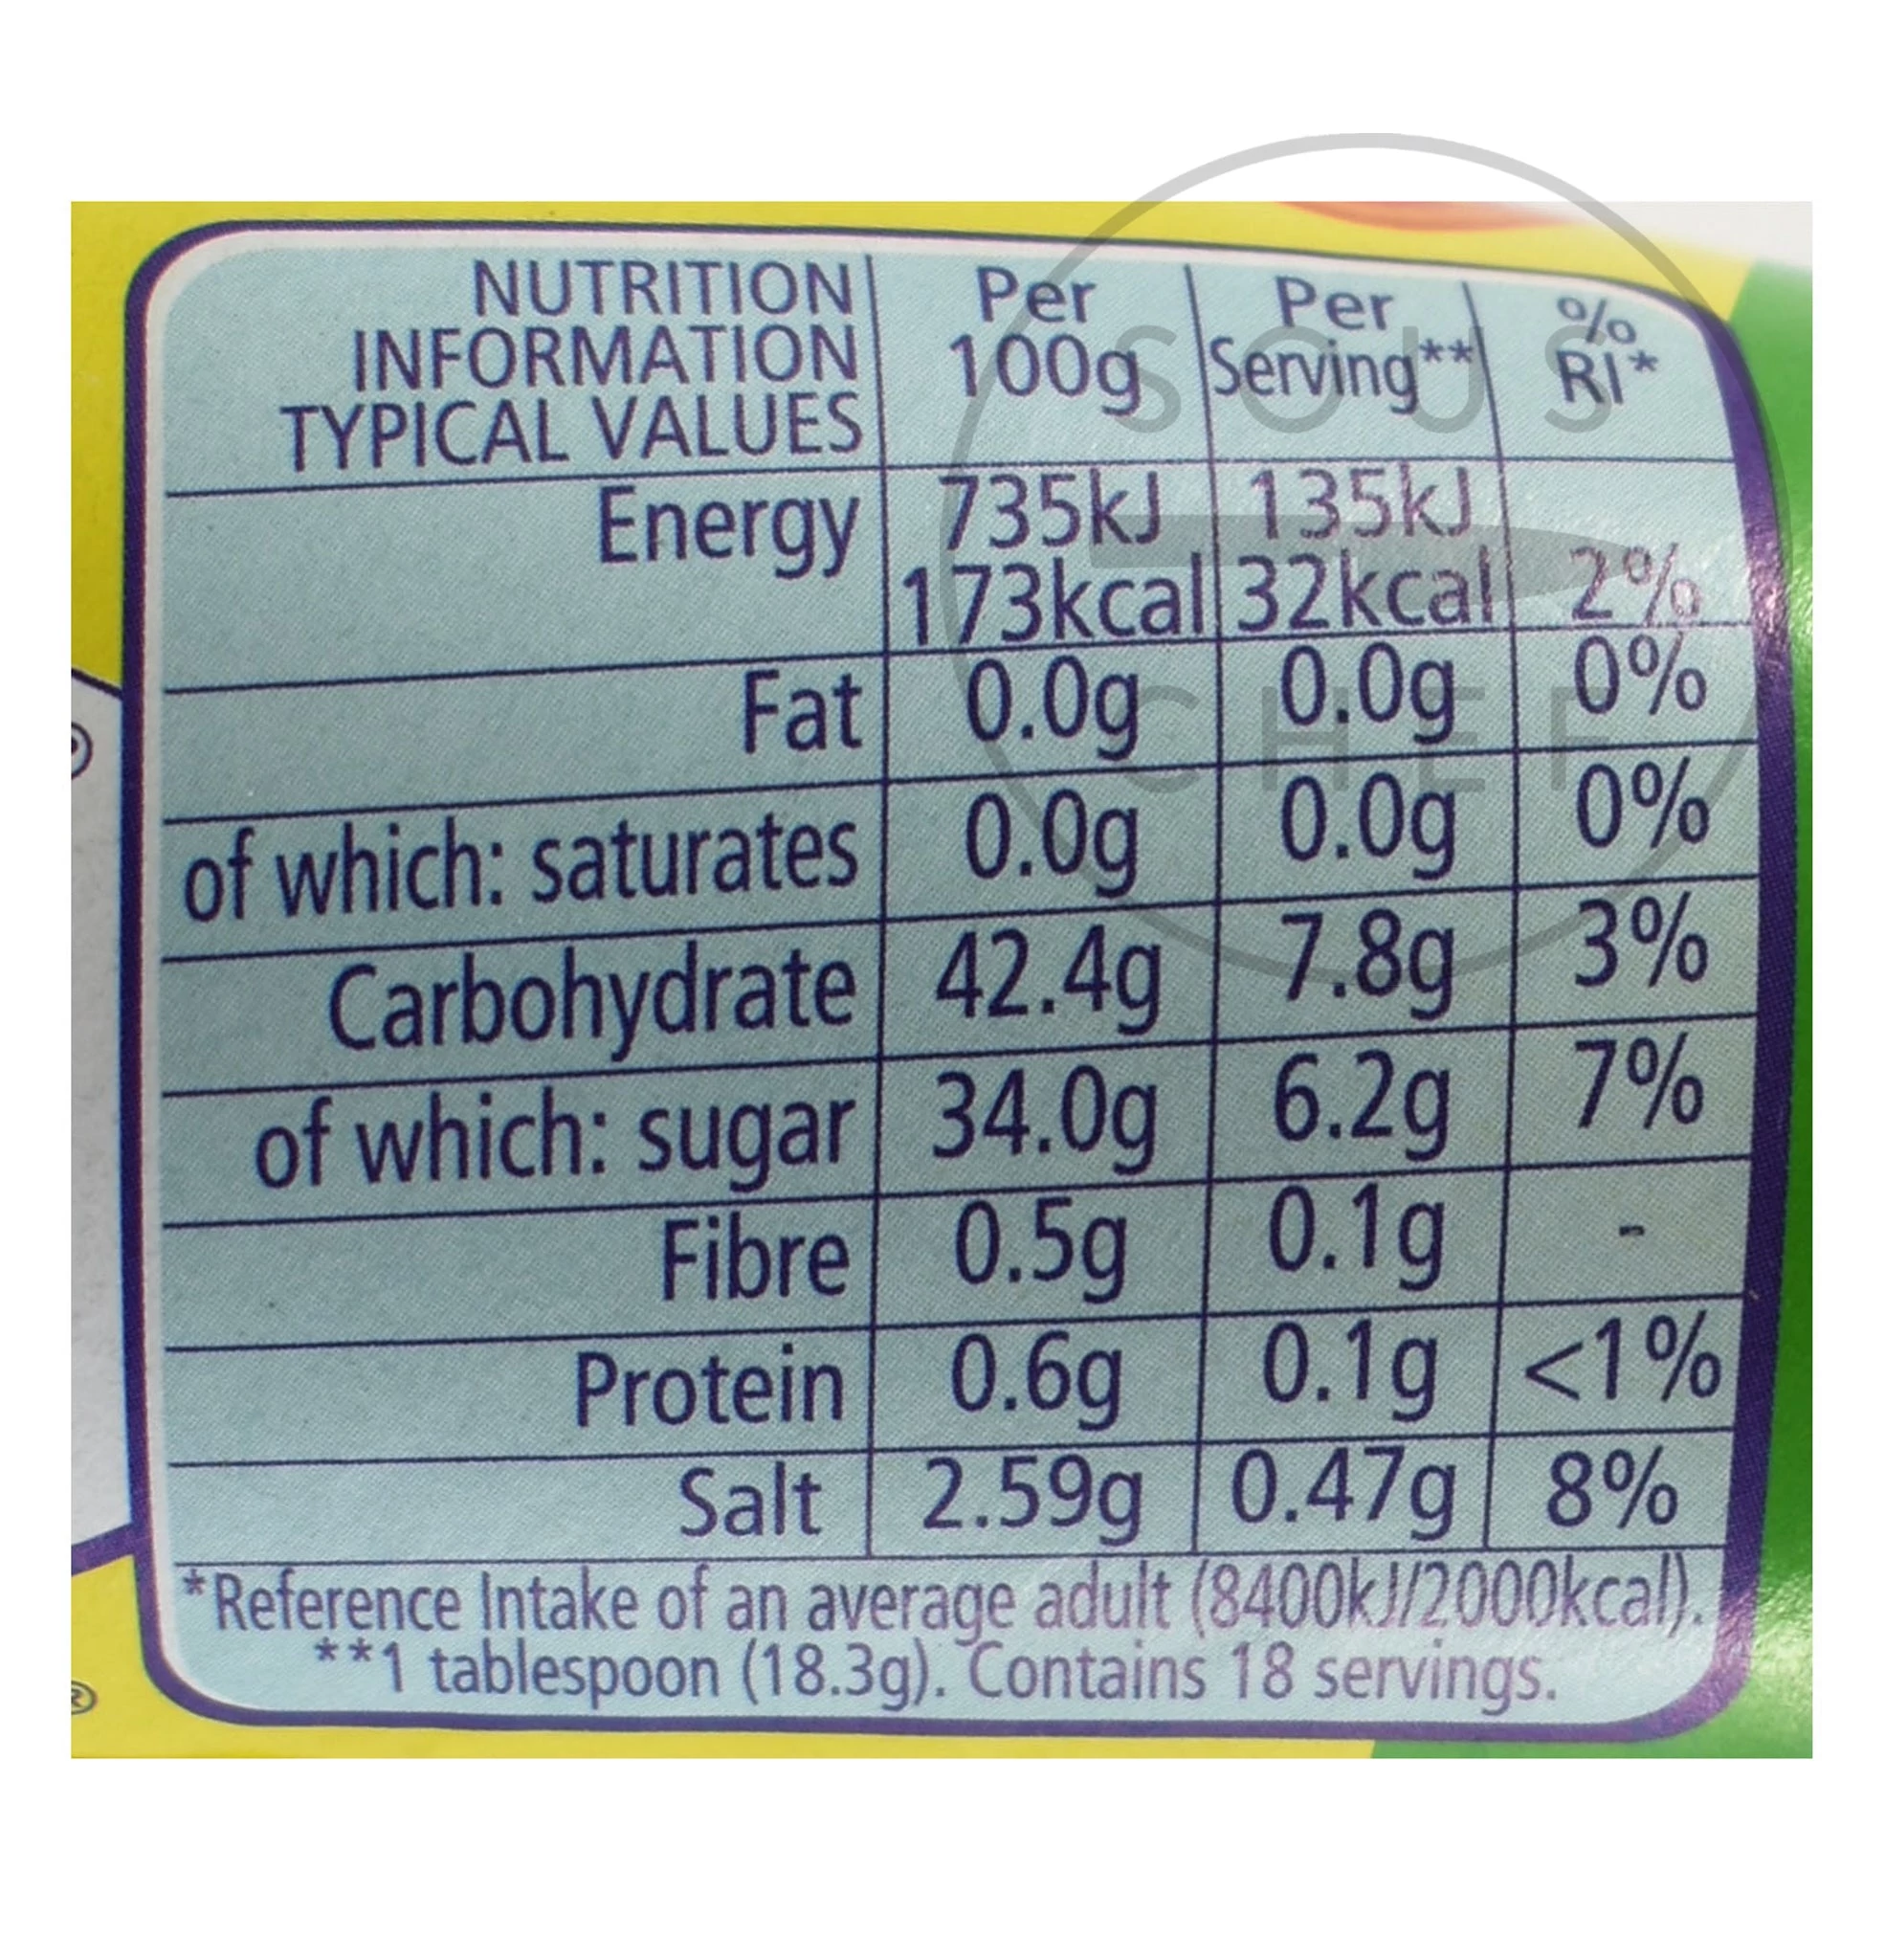 NUTRITION INFORMATION TYPICAL VALUES Per 100g Per Serving** % RI*
Energy 735kJ 173kcal 135kJ 32kcal 2%
Fat 0.0g 0.0g 0%
of which: saturates 0.0g 0.0g 0%
Carbohydrate 42.4g 7.8g 3%
of which: sugar 34.0g 6.2g 7%
Fibre 0.5g 0.1g -
Protein 0.6g 0.1g <1%
Salt 2.59g 0.47g 8%
*Reference Intake of an average adult (8400kJ/2000kcal).
**1 tablespoon (18.3g). Contains 18 servings.
SOUS
CHEF
®